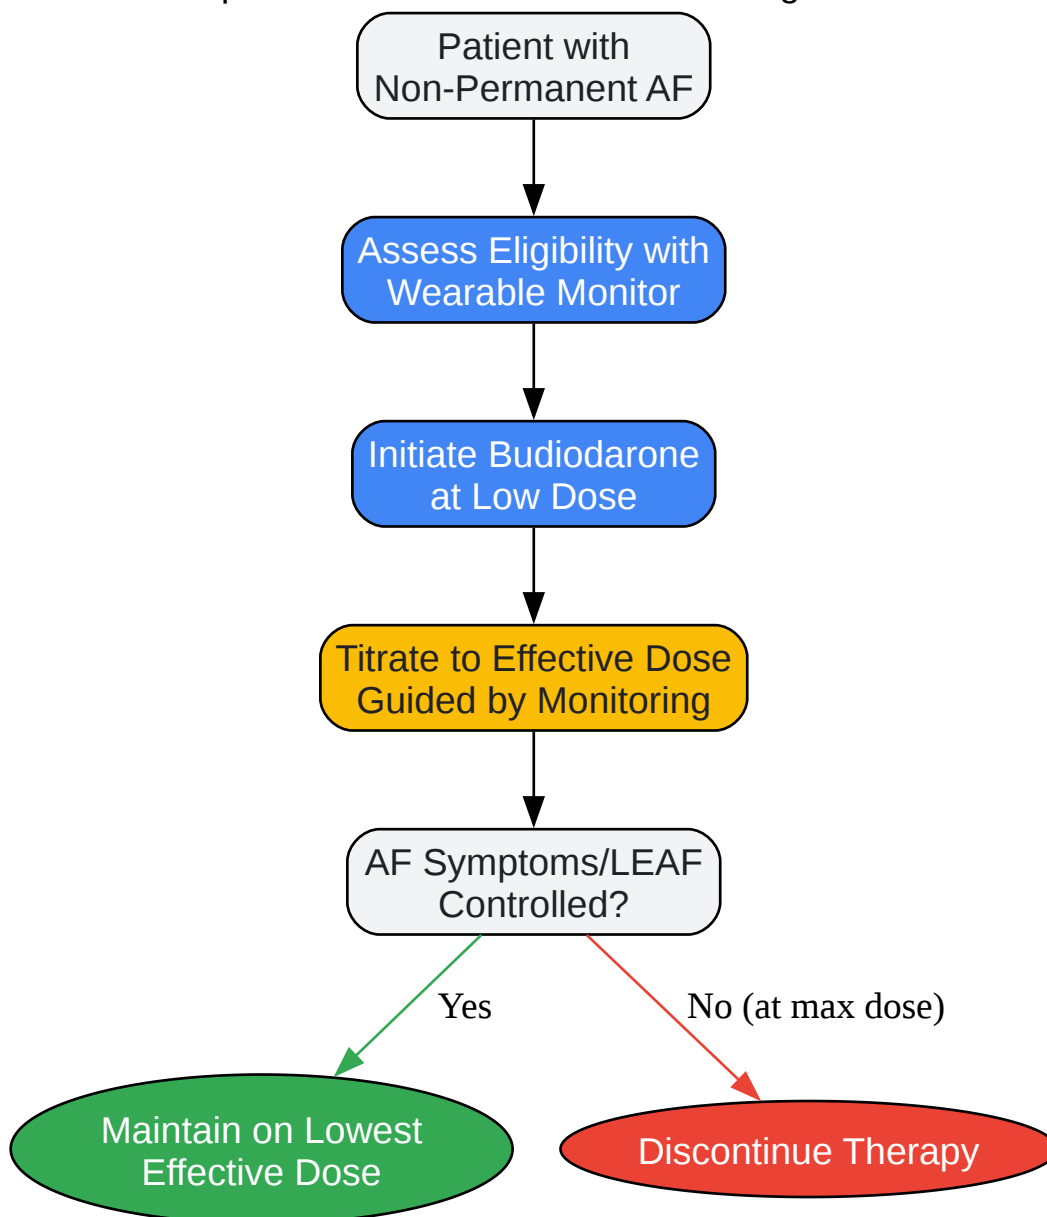 Patient with
Non-Permanent AF
Assess Eligibility with
Wearable Monitor
Initiate Budiodarone
at Low Dose
Titrate to Effective Dose
Guided by Monitoring
AF Symptoms/LEAF
Controlled?
Yes
No (at max dose)
Maintain on Lowest
Effective Dose
Discontinue Therapy